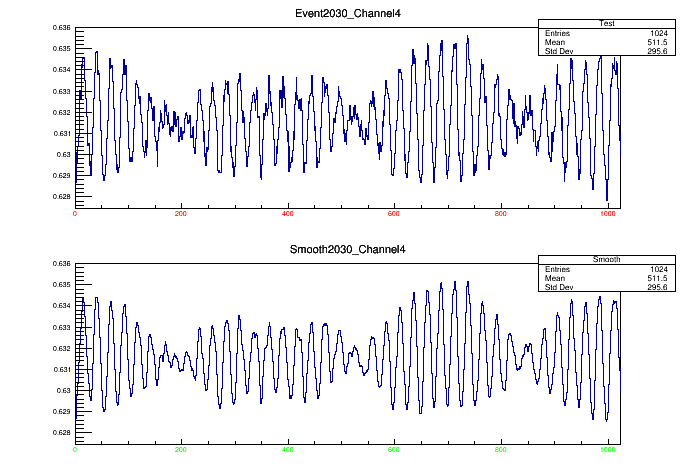 Event2030_Channel4
Test
Entries 1024
Mean 511.5
Std Dev 295.6
0.636
0.635
0.634
0.633
0.632
0.631
0.63
0.629
0.628
0 200 400 600 800 1000
Smooth2030_Channel4
Smooth
Entries 1024
Mean 511.5
Std Dev 295.6
0.636
0.635
0.634
0.633
0.632
0.631
0.63
0.629
0.628
0 200 400 600 800 1000